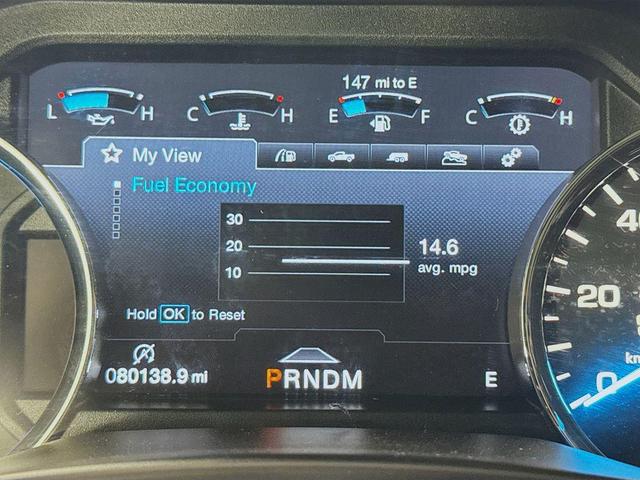 147 mi to E
L H C H E F C H
My View
Fuel Economy
30
20
10
14.6
avg. mpg
Hold OK to Reset
080138.9 mi
PRNDM
E
40
20
0